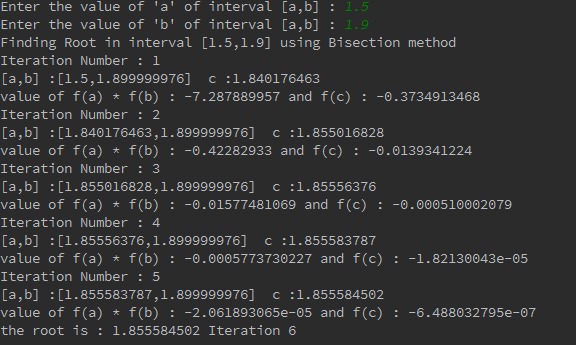 Enter the value of 'a' of interval [a,b] : 1.5
Enter the value of 'b' of interval [a,b] : 1.9
Finding Root in interval [1.5,1.9] using Bisection method
Iteration Number : 1
[a,b] :[1.5,1.899999976]  c :1.840176463
value of f(a) * f(b) : -7.287889957 and f(c) : -0.3734913468
Iteration Number : 2
[a,b] :[1.840176463,1.899999976]  c :1.855016828
value of f(a) * f(b) : -0.42282933 and f(c) : -0.0139341224
Iteration Number : 3
[a,b] :[1.855016828,1.899999976]  c :1.85556376
value of f(a) * f(b) : -0.01577481069 and f(c) : -0.000510002079
Iteration Number : 4
[a,b] :[1.85556376,1.899999976]  c :1.855583787
value of f(a) * f(b) : -0.0005773730227 and f(c) : -1.82130043e-05
Iteration Number : 5
[a,b] :[1.855583787,1.899999976]  c :1.855584502
value of f(a) * f(b) : -2.061893065e-05 and f(c) : -6.488032795e-07
the root is : 1.855584502 Iteration 6